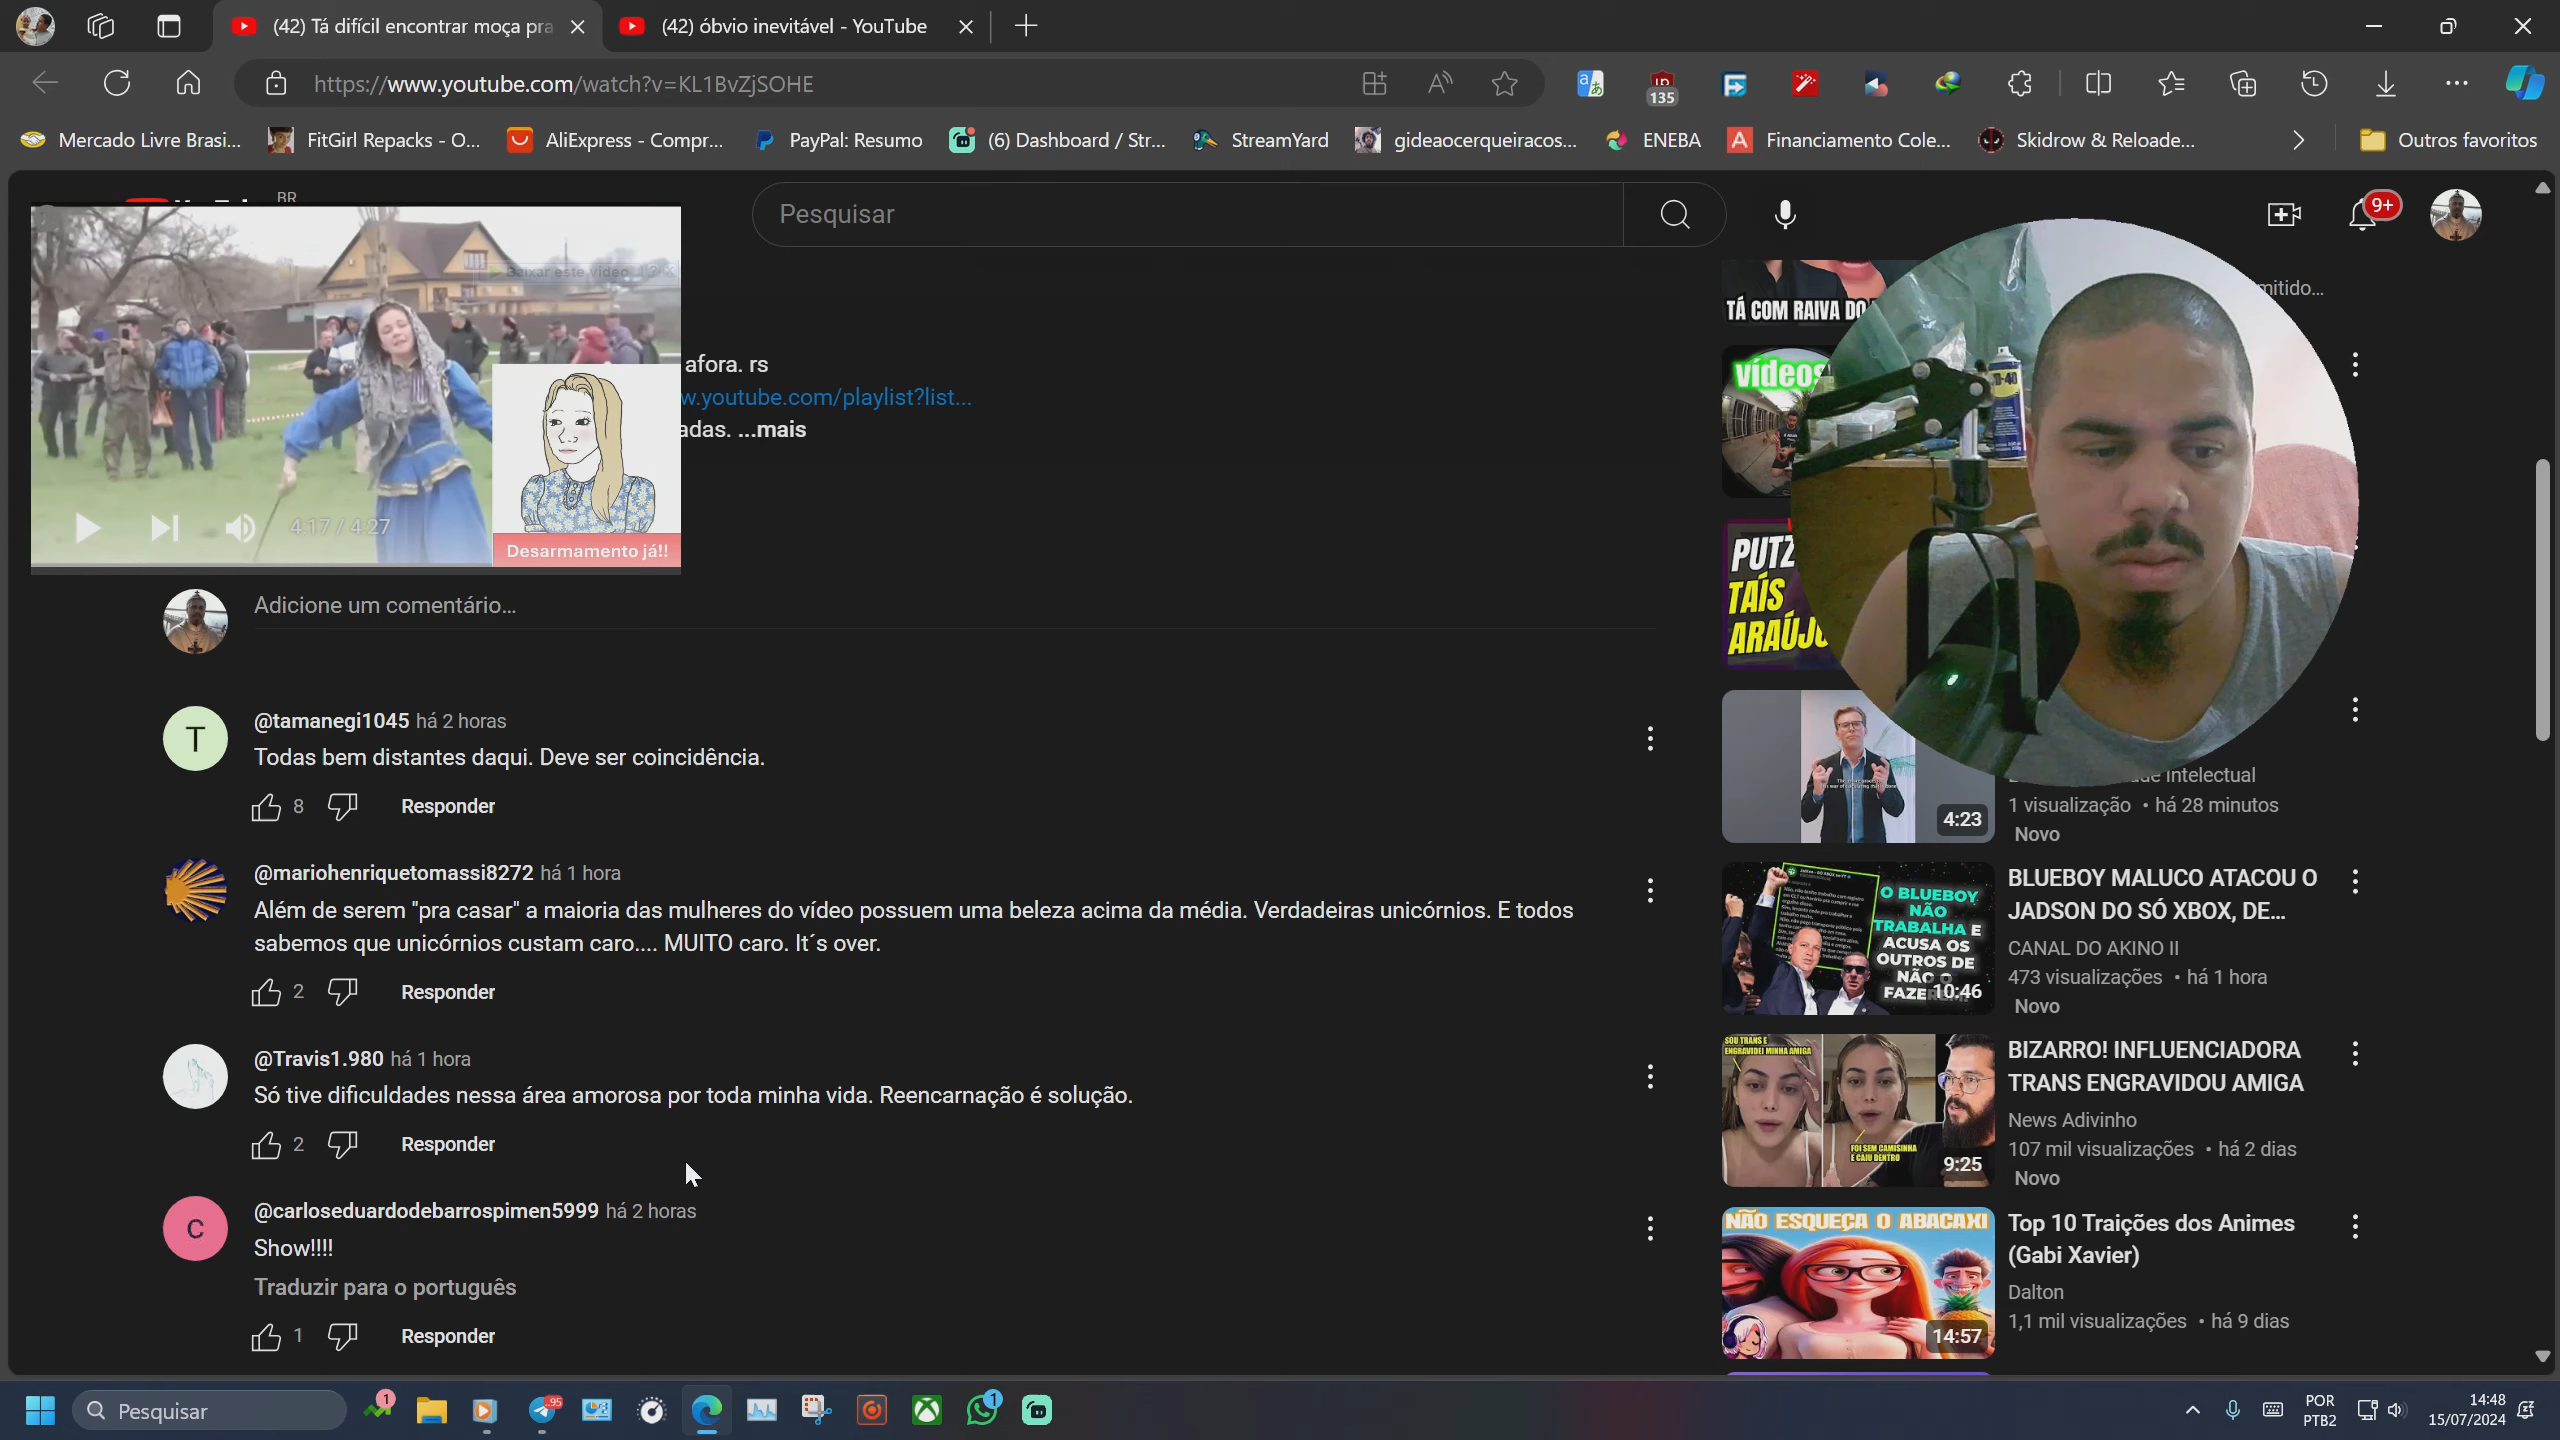 (42) Tá difícil encontrar moça pra
(42) óbvio inevitável - YouTube
https://www.youtube.com/watch?v=KL1BvZjSOHE
135
Mercado Livre Brasi...
FitGirl Repacks - O...
AliExpress - Compr...
PayPal: Resumo
(6) Dashboard / Str...
StreamYard
gideaocerqueiracos...
ENEBA
Financiamento Cole...
Skidrow & Reloade...
Outros favoritos
BR
Pesquisar
9+
Baixar este vídeo
4:17 / 4:27
Desarmamento já!!
afora. rs
w.youtube.com/playlist?list...
adas. ...mais
Adicione um comentário...
@tamanegi1045 há 2 horas
Todas bem distantes daqui. Deve ser coincidência.
8
Responder
@mariohenriquetomassi8272 há 1 hora
Além de serem "pra casar" a maioria das mulheres do vídeo possuem uma beleza acima da média. Verdadeiras unicórnios. E todos
sabemos que unicórnios custam caro.... MUITO caro. It´s over.
2
Responder
@Travis1.980 há 1 hora
Só tive dificuldades nessa área amorosa por toda minha vida. Reencarnação é solução.
2
Responder
@carloseduardodebarrospimen5999 há 2 horas
Show!!!!
Traduzir para o português
1
Responder
TÁ COM RAIVA DO
mitido...
vídeos
PUTZ
TAÍS
ARAÚJO
4:23
Intelectual
1 visualização • há 28 minutos
Novo
O BLUEBOY
NÃO
TRABALHA E
ACUSA OS
OUTROS DE
NÃO O
10:46
BLUEBOY MALUCO ATACOU O
JADSON DO SÓ XBOX, DE...
CANAL DO AKINO II
473 visualizações • há 1 hora
Novo
SOU TRANS E
ENGRAVIDEI MINHA AMIGA
FOI SEM CAMISINHA
E CAIU DENTRO
9:25
BIZARRO! INFLUENCIADORA
TRANS ENGRAVIDOU AMIGA
News Adivinho
107 mil visualizações • há 2 dias
Novo
NÃO ESQUEÇA O ABACAXI
14:57
Top 10 Traições dos Animes
(Gabi Xavier)
Dalton
1,1 mil visualizações • há 9 dias
Pesquisar
1
95
1
POR
PTB2
14:48
15/07/2024